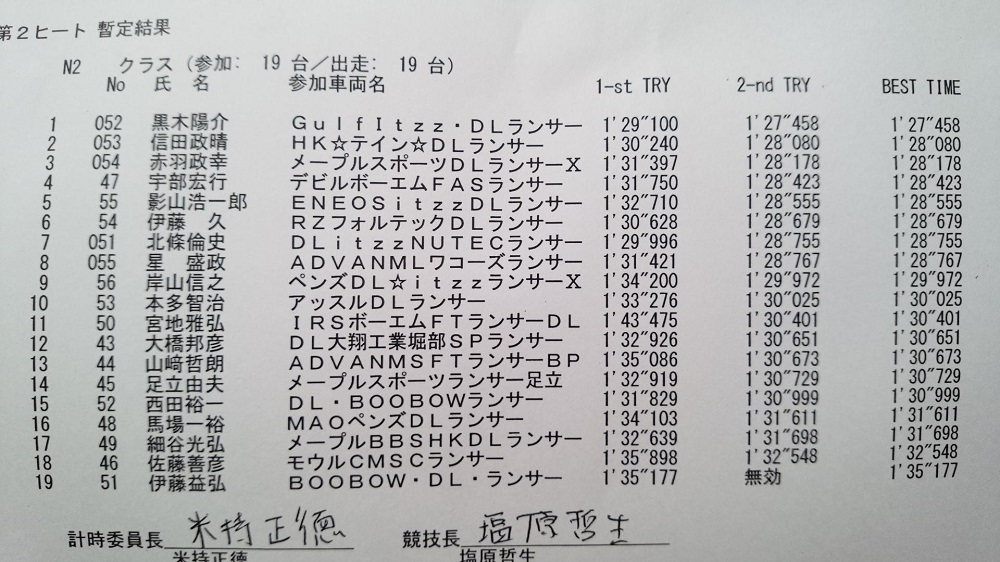 第２ヒート 暫定結果
N2 クラス（参加： 19 台／出走： 19 台）
No 氏 名 参加車両名 1-st TRY 2-nd TRY BEST TIME
1 052 黒木陽介 ＧｕｌｆＩｔｚｚ・ＤＬランサー 1'29"100 1'27"458 1'27"458
2 053 信田政晴 ＨＫ☆テイン☆ＤＬランサー 1'30"240 1'28"080 1'28"080
3 054 赤羽政幸 メープルスポーツＤＬランサーＸ 1'31"397 1'28"178 1'28"178
4 47 宇部宏行 デビルボーエムＦＡＳランサー 1'31"750 1'28"423 1'28"423
5 55 影山浩一郎 ＥＮＥＯＳｉｔｚｚＤＬランサー 1'32"710 1'28"555 1'28"555
6 54 伊藤 久 ＲＺフォルテックＤＬランサー 1'30"628 1'28"679 1'28"679
7 051 北條倫史 ＤＬｉｔｚｚＮＵＴＥＣランサー 1'29"996 1'28"755 1'28"755
8 055 星 盛政 ＡＤＶＡＮＭＬワコーズランサー 1'31"421 1'28"767 1'28"767
9 56 岸山信之 ペンズＤＬ☆ｉｔｚｚランサーＸ 1'34"200 1'29"972 1'29"972
10 53 本多智治 アッスルＤＬランサー 1'33"276 1'30"025 1'30"025
11 50 宮地雅弘 ＩＲＳボーエムＦＴランサーＤＬ 1'43"475 1'30"401 1'30"401
12 43 大橋邦彦 ＤＬ大翔工業堀部ＳＰランサー 1'32"926 1'30"651 1'30"651
13 44 山﨑哲朗 ＡＤＶＡＮＭＳＦＴランサーＢＰ 1'35"086 1'30"673 1'30"673
14 45 足立由夫 メープルスポーツランサー足立 1'32"919 1'30"729 1'30"729
15 52 西田裕一 ＤＬ・ＢＯＯＢＯＷランサー 1'31"829 1'30"999 1'30"999
16 48 馬場一裕 ＭＡＯペンズＤＬランサー 1'34"103 1'31"611 1'31"611
17 49 細谷光弘 メープルＢＢＳＨＫＤＬランサー 1'32"639 1'31"698 1'31"698
18 46 佐藤善彦 モウルＣＭＳＣランサー 1'35"898 1'32"548 1'32"548
19 51 伊藤益弘 ＢＯＯＢＯＷ・ＤＬ・ランサー 1'35"177 無効 1'35"177
計時委員長 米持正徳 競技長 塩原哲生
米持正徳 塩原哲生